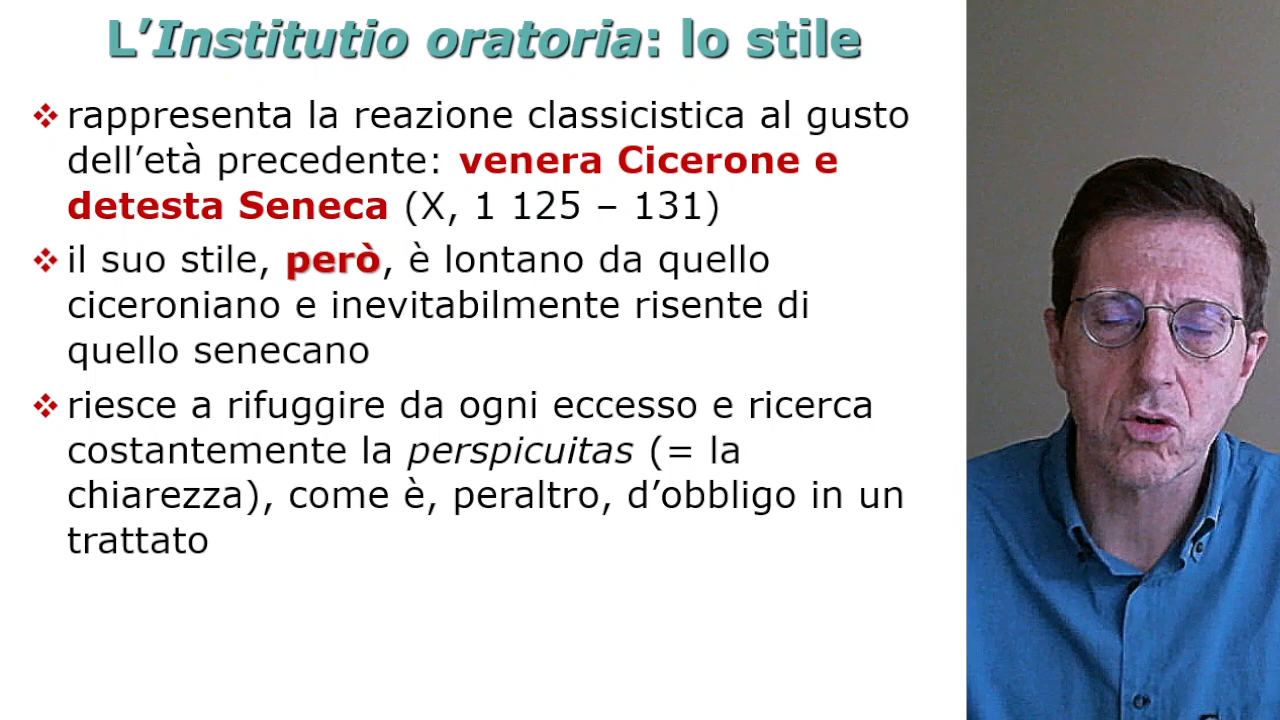 L’Institutio oratoria: lo stile
rappresenta la reazione classicistica al gusto
dell’età precedente: venera Cicerone e
detesta Seneca (X, 1 125 – 131)
il suo stile, però, è lontano da quello
ciceroniano e inevitabilmente risente di
quello senecano
riesce a rifuggire da ogni eccesso e ricerca
costantemente la perspicuitas (= la
chiarezza), come è, peraltro, d’obbligo in un
trattato